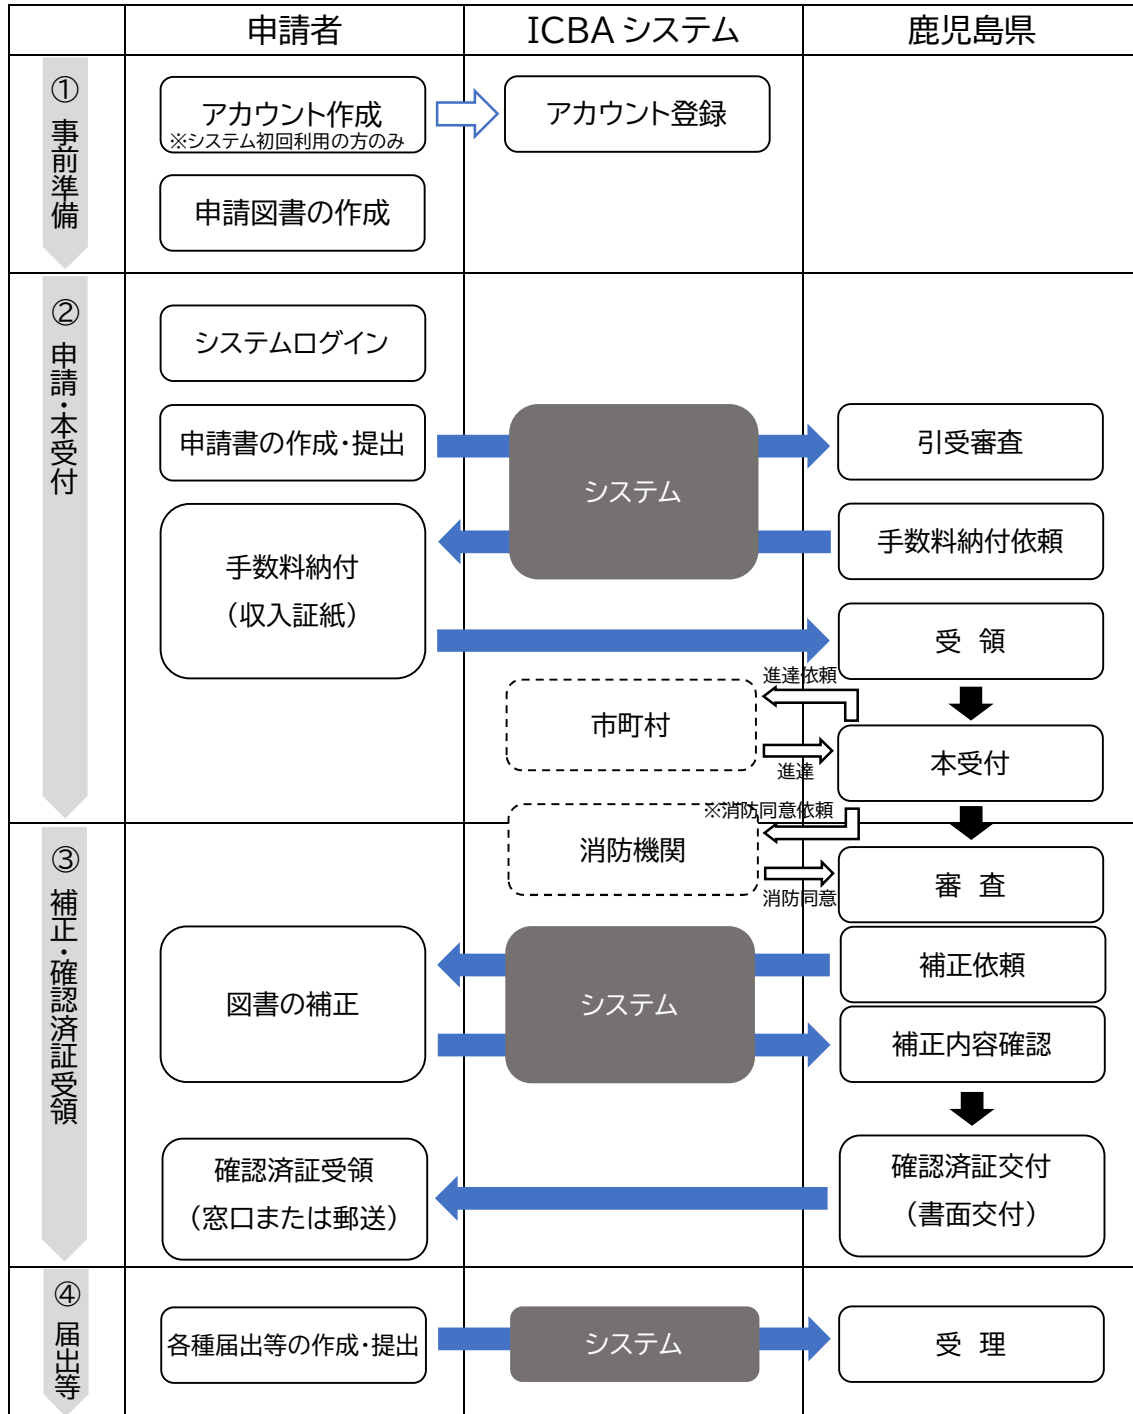 申請者
ICBAシステム
鹿児島県
① 事前準備
アカウント作成
※システム初回利用の方のみ
アカウント登録
申請図書の作成
② 申請・本受付
システムログイン
申請書の作成・提出
システム
引受審査
手数料納付依頼
手数料納付
（収入証紙）
受 領
進達依頼
市町村
進達
本受付
※消防同意依頼
消防機関
消防同意
審 査
③ 補正・確認済証受領
図書の補正
システム
補正依頼
補正内容確認
確認済証受領
（窓口または郵送）
確認済証交付
（書面交付）
④ 届出等
各種届出等の作成・提出
システム
受 理